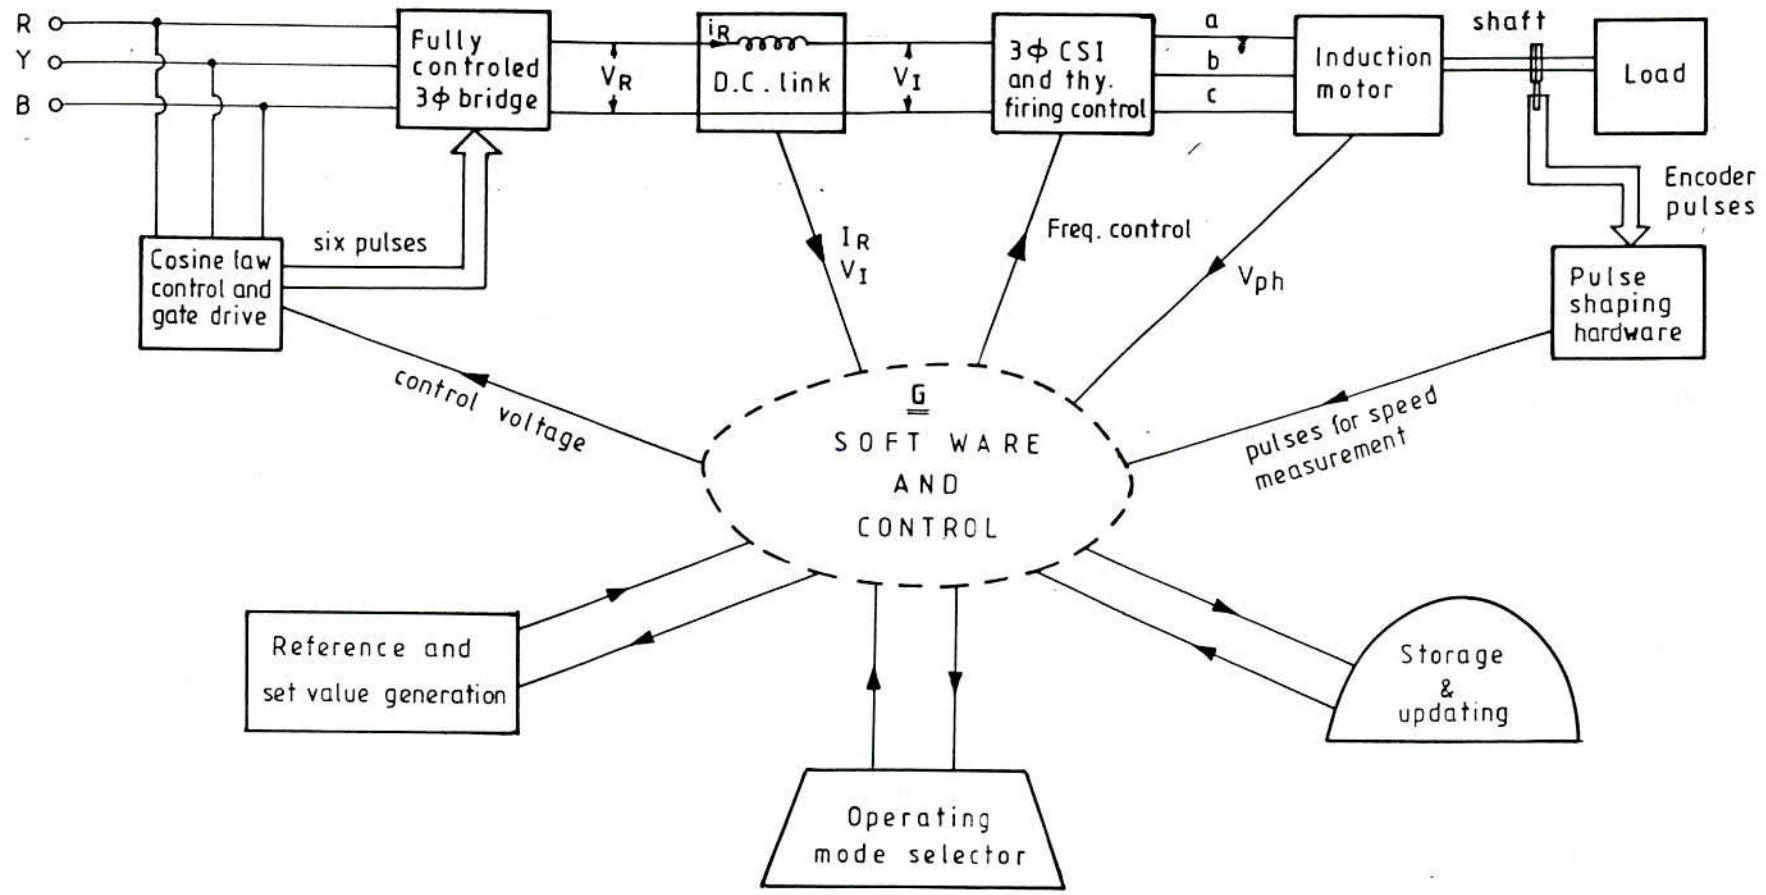 R
Y
B
Fully
controled
3ϕ bridge
V_R
i_R
D.C. link
V_I
3ϕ CSI
and thy.
firing control
a
b
c
Induction
motor
shaft
Load
Encoder
pulses
six pulses
Cosine law
control and
gate drive
I_R
V_I
Freq. control
V_ph
Pulse
shaping
hardware
control voltage
pulses for speed
measurement
G
SOFT WARE
AND
CONTROL
Reference and
set value generation
Storage
&
updating
Operating
mode selector